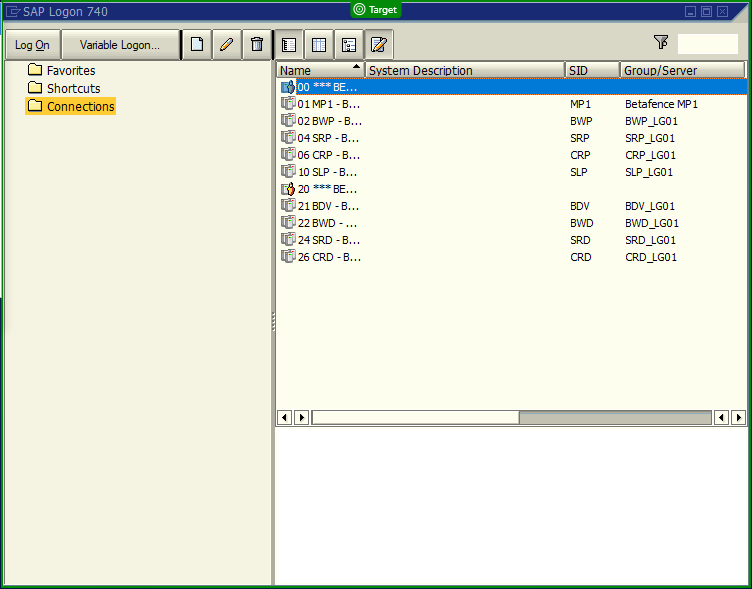 SAP Logon 740
Target
Log On Variable Logon...
Favorites
Shortcuts
Connections
Name System Description SID Group/Server
00 *** BE...
01 MP1 - B... MP1 Betafence MP1
02 BWP - B... BWP BWP_LG01
04 SRP - B... SRP SRP_LG01
06 CRP - B... CRP CRP_LG01
10 SLP - B... SLP SLP_LG01
20 *** BE...
21 BDV - B... BDV BDV_LG01
22 BWD - ... BWD BWD_LG01
24 SRD - B... SRD SRD_LG01
26 CRD - B... CRD CRD_LG01